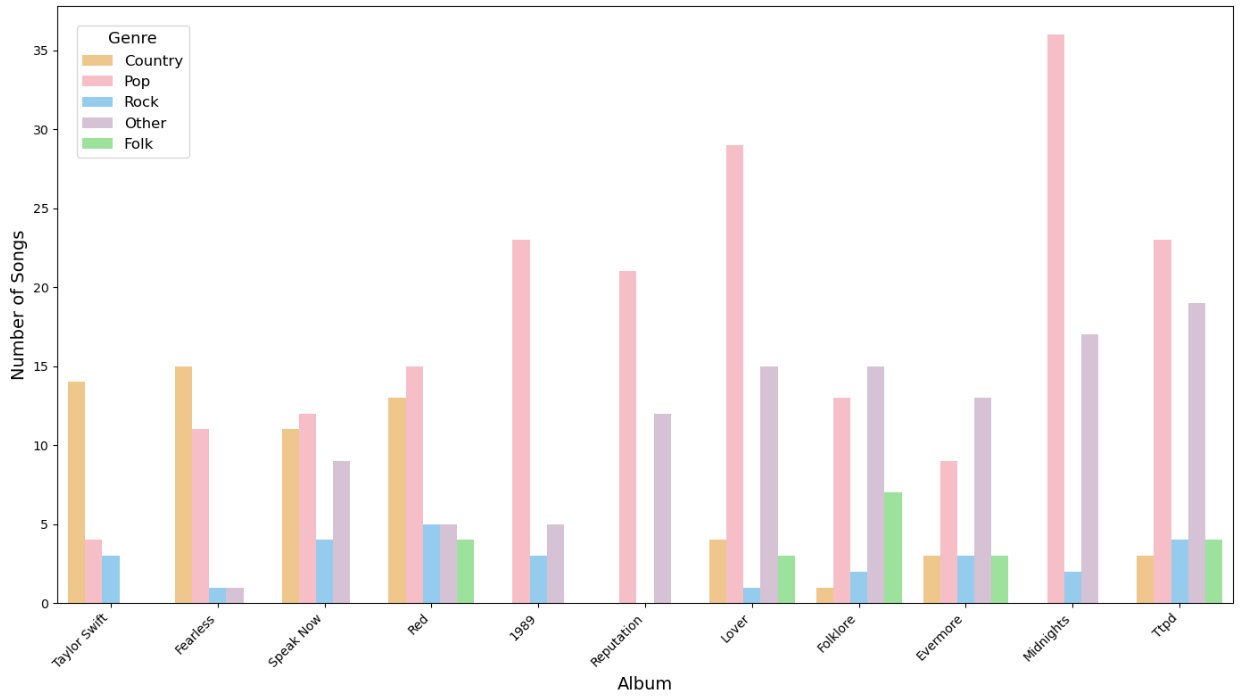 Genre
Country
Pop
Rock
Other
Folk
Number of Songs
35
30
25
20
15
10
5
0
Taylor Swift
Fearless
Speak Now
Red
1989
Reputation
Lover
Folklore
Evermore
Midnights
Ttpd
Album